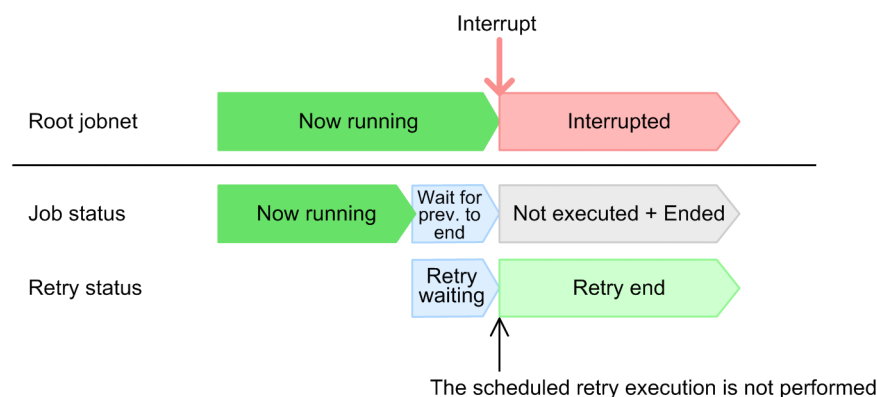 Interrupt
Root jobnet
Now running
Interrupted
Job status
Now running
Wait for
prev. to
end
Not executed + Ended
Retry status
Retry
waiting
Retry end
The scheduled retry execution is not performed